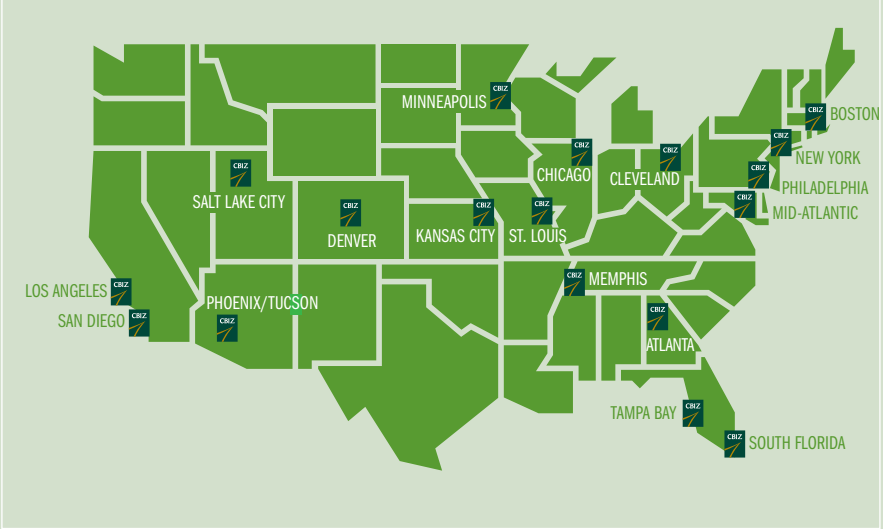 CBIZ
MINNEAPOLIS
CBIZ
BOSTON
CBIZ
NEW YORK
CBIZ
CHICAGO
CBIZ
CLEVELAND
CBIZ
SALT LAKE CITY
CBIZ
PHILADELPHIA
CBIZ
MID-ATLANTIC
CBIZ
DENVER
CBIZ
KANSAS CITY
CBIZ
ST. LOUIS
CBIZ
MEMPHIS
LOS ANGELES
CBIZ
SAN DIEGO
CBIZ
PHOENIX/TUCSON
CBIZ
CBIZ
ATLANTA
TAMPA BAY
CBIZ
CBIZ
SOUTH FLORIDA